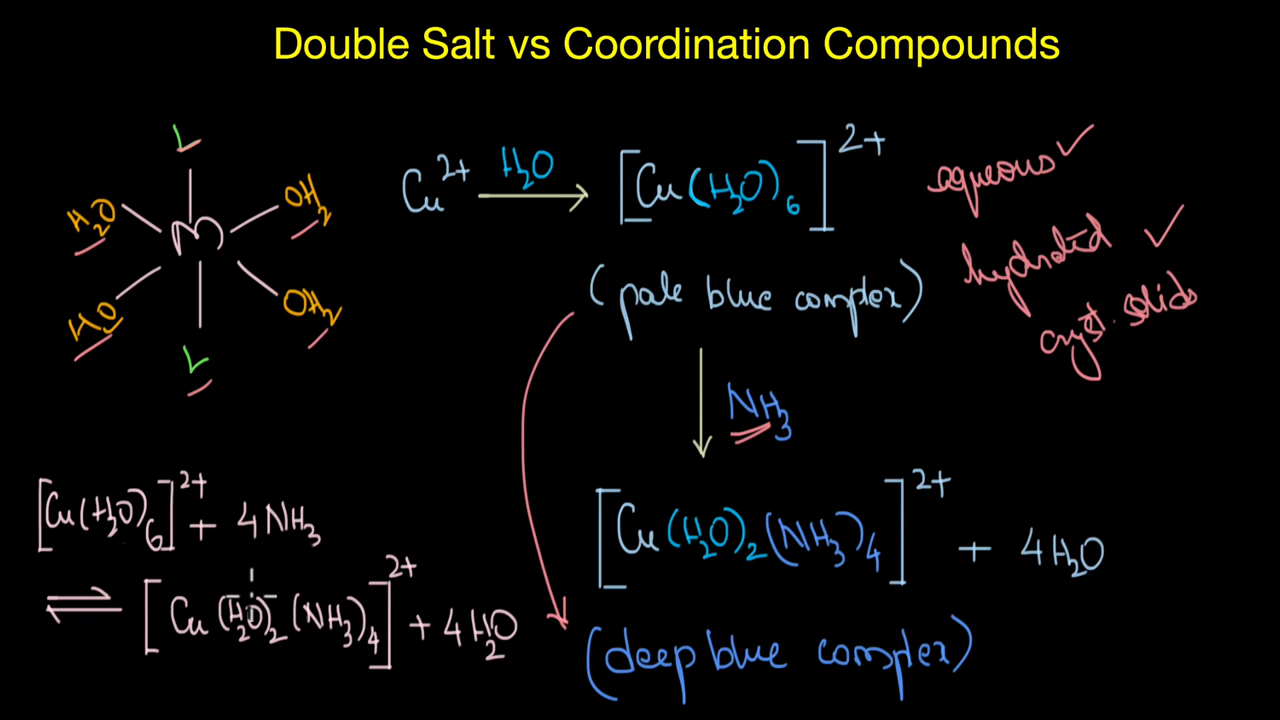 Double Salt vs Coordination Compounds
L
H₂O OH₂
M
H₂O OH₂
L
Cu²⁺ H₂O → [Cu(H₂O)₆]²⁺
(pale blue complex)
aqueous ✓
hydrated ✓
cryst. solids
NH₃
[Cu(H₂O)₂(NH₃)₄]²⁺ + 4H₂O
(deep blue complex)
[Cu(H₂O)₆]²⁺ + 4NH₃
⇌ [Cu(H₂O)₂(NH₃)₄]²⁺ + 4H₂O